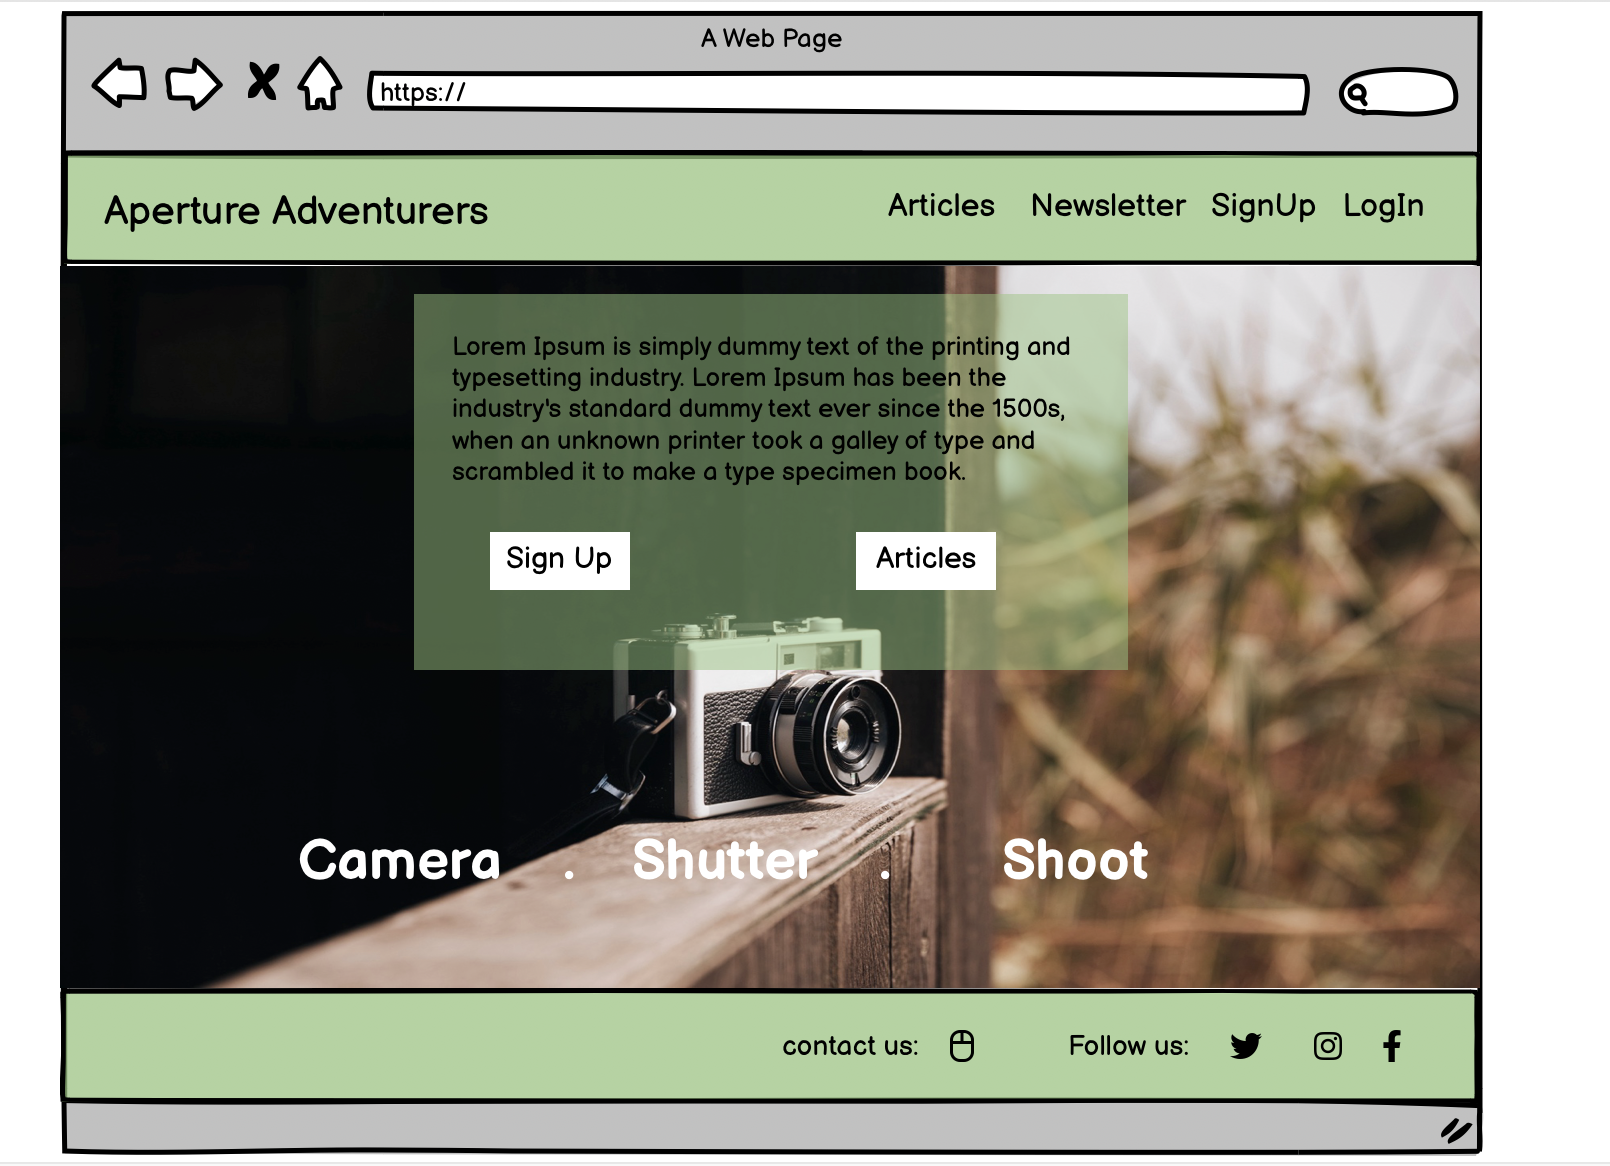 A Web Page
https://
Aperture Adventurers
Articles Newsletter SignUp LogIn
Lorem Ipsum is simply dummy text of the printing and
typesetting industry. Lorem Ipsum has been the
industry's standard dummy text ever since the 1500s,
when an unknown printer took a galley of type and
scrambled it to make a type specimen book.
Sign Up Articles
Camera . Shutter . Shoot
contact us: Follow us: